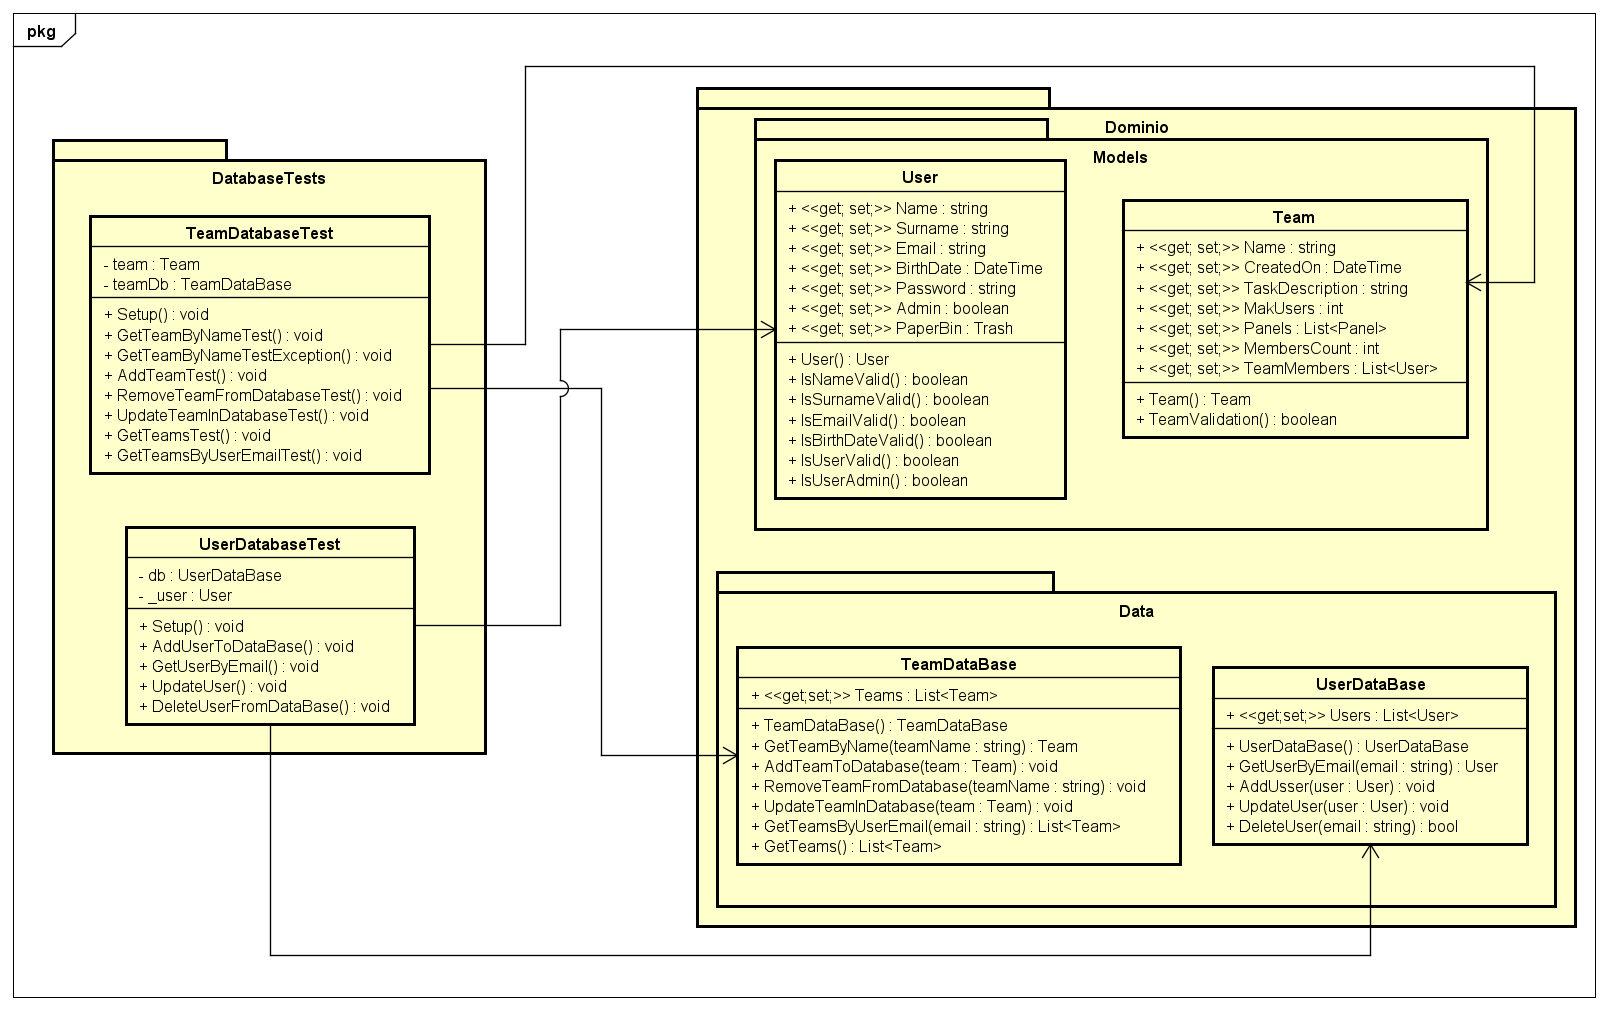 pkg
DatabaseTests
TeamDatabaseTest
- team : Team
- teamDb : TeamDataBase
+ Setup() : void
+ GetTeamByNameTest() : void
+ GetTeamByNameTestException() : void
+ AddTeamTest() : void
+ RemoveTeamFromDatabaseTest() : void
+ UpdateTeamInDatabaseTest() : void
+ GetTeamsTest() : void
+ GetTeamsByUserEmailTest() : void
UserDatabaseTest
- db : UserDataBase
- _user : User
+ Setup() : void
+ AddUserToDataBase() : void
+ GetUserByEmail() : void
+ UpdateUser() : void
+ DeleteUserFromDataBase() : void
Dominio
Models
User
+ <<get; set;>> Name : string
+ <<get; set;>> Surname : string
+ <<get; set;>> Email : string
+ <<get; set;>> BirthDate : DateTime
+ <<get; set;>> Password : string
+ <<get; set;>> Admin : boolean
+ <<get; set;>> PaperBin : Trash
+ User() : User
+ IsNameValid() : boolean
+ IsSurnameValid() : boolean
+ IsEmailValid() : boolean
+ IsBirthDateValid() : boolean
+ IsUserValid() : boolean
+ IsUserAdmin() : boolean
Team
+ <<get; set;>> Name : string
+ <<get; set;>> CreatedOn : DateTime
+ <<get; set;>> TaskDescription : string
+ <<get; set;>> MakUsers : int
+ <<get; set;>> Panels : List<Panel>
+ <<get; set;>> MembersCount : int
+ <<get; set;>> TeamMembers : List<User>
+ Team() : Team
+ TeamValidation() : boolean
Data
TeamDataBase
+ <<get;set;>> Teams : List<Team>
+ TeamDataBase() : TeamDataBase
+ GetTeamByName(teamName : string) : Team
+ AddTeamToDatabase(team : Team) : void
+ RemoveTeamFromDatabase(teamName : string) : void
+ UpdateTeamInDatabase(team : Team) : void
+ GetTeamsByUserEmail(email : string) : List<Team>
+ GetTeams() : List<Team>
UserDataBase
+ <<get;set;>> Users : List<User>
+ UserDataBase() : UserDataBase
+ GetUserByEmail(email : string) : User
+ AddUsser(user : User) : void
+ UpdateUser(user : User) : void
+ DeleteUser(email : string) : bool